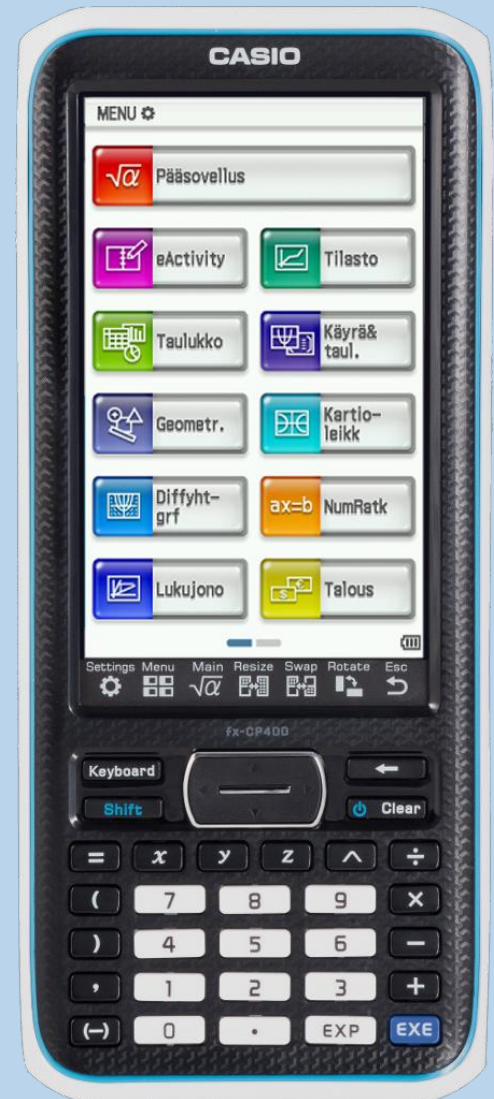 CASIO
MENU
√α Pääsovellus
eActivity Tilasto
Taulukko Käyrä&
taul.
Geometr. Kartio-
leikk
Diffyht-
grf ax=b NumRatk
Lukujono $ € Talous
Settings Menu Main Resize Swap Rotate Esc
√α
fx-CP400
Keyboard ←
Shift Clear
= x y z ^ ÷
( 7 8 9 ×
) 4 5 6 −
, 1 2 3 +
(−) 0 . EXP EXE